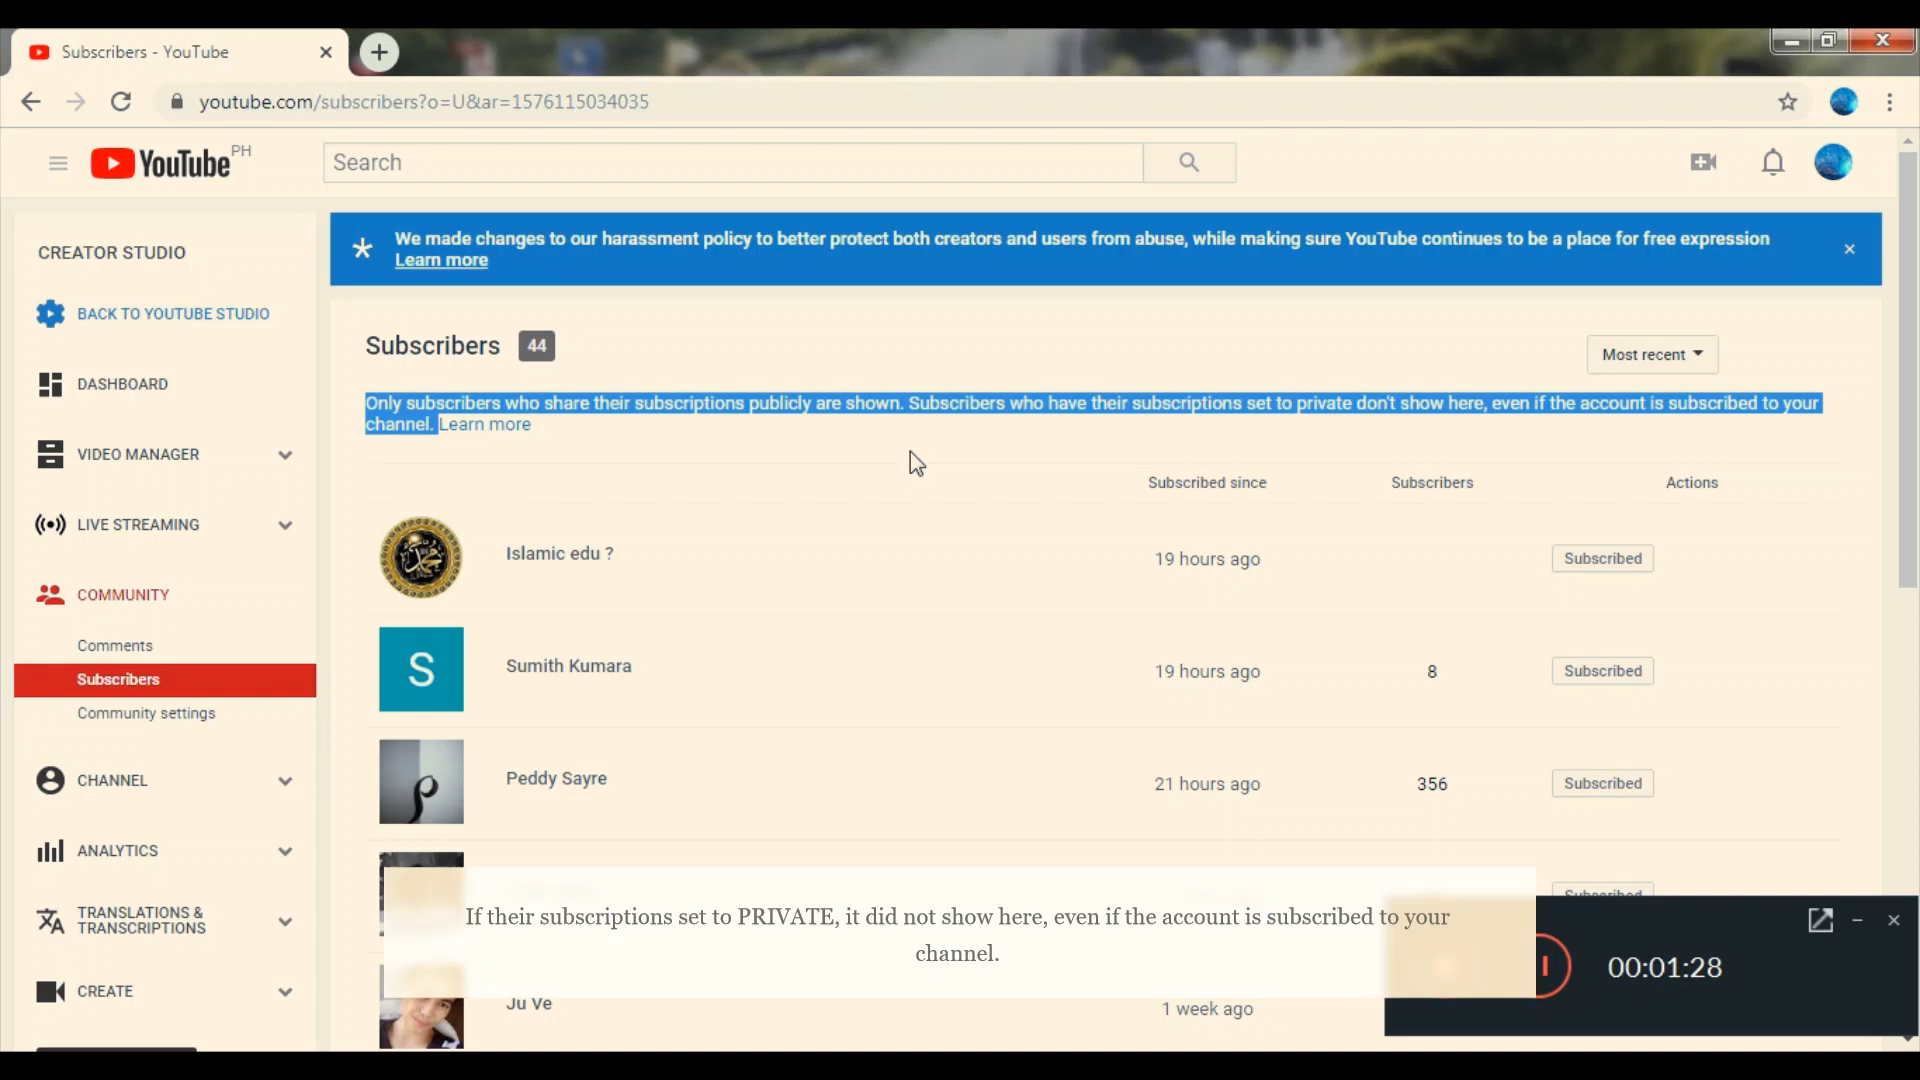 Subscribers - YouTube
youtube.com/subscribers?o=U&ar=1576115034035
YouTube PH
Search
CREATOR STUDIO
BACK TO YOUTUBE STUDIO
DASHBOARD
VIDEO MANAGER
LIVE STREAMING
COMMUNITY
Comments
Subscribers
Community settings
CHANNEL
ANALYTICS
TRANSLATIONS &
TRANSCRIPTIONS
CREATE
We made changes to our harassment policy to better protect both creators and users from abuse, while making sure YouTube continues to be a place for free expression
Learn more
Subscribers 44
Most recent
Only subscribers who share their subscriptions publicly are shown. Subscribers who have their subscriptions set to private don't show here, even if the account is subscribed to your
channel. Learn more
Subscribed since Subscribers Actions
Islamic edu ? 19 hours ago Subscribed
S Sumith Kumara 19 hours ago 8 Subscribed
Peddy Sayre 21 hours ago 356 Subscribed
Subscribed
If their subscriptions set to PRIVATE, it did not show here, even if the account is subscribed to your
channel.
Ju Ve 1 week ago
00:01:28